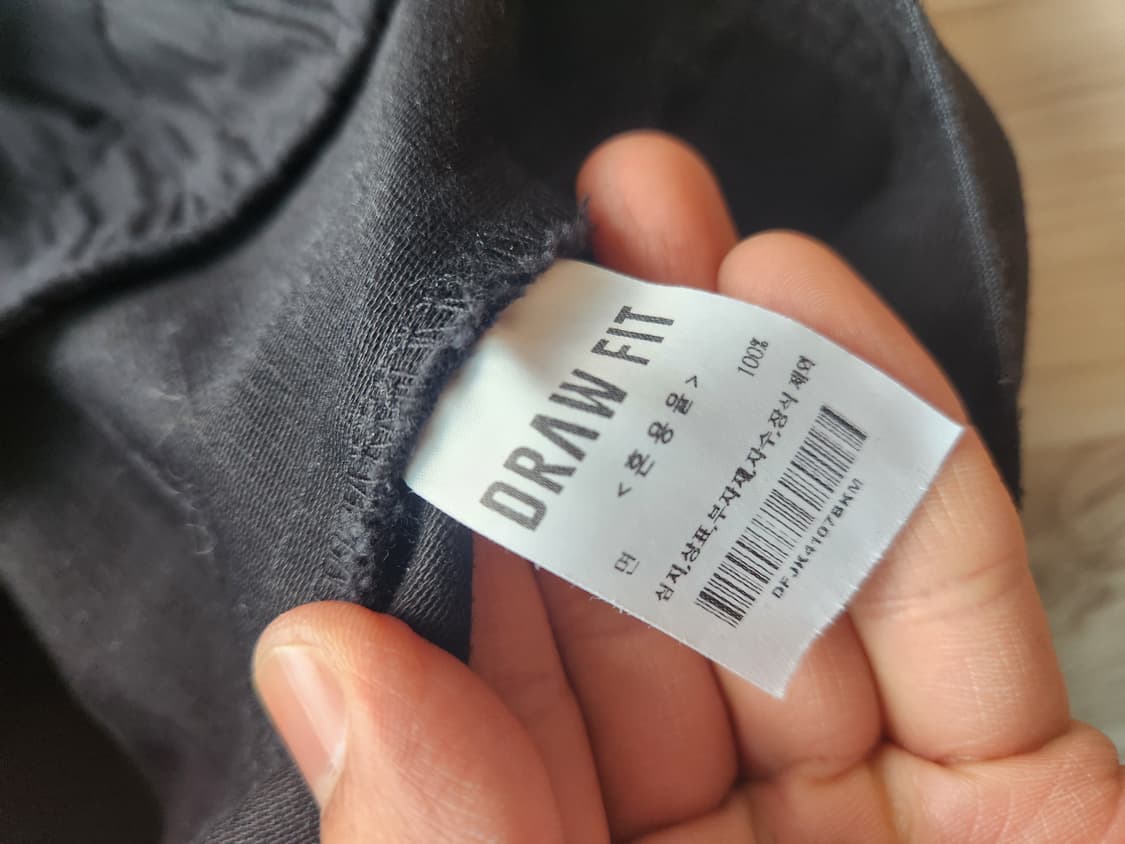 DRAW FIT
<혼 용 율>
면 100%
심지,상표,부자재,자수,장식 제외
DFJK4107BKM